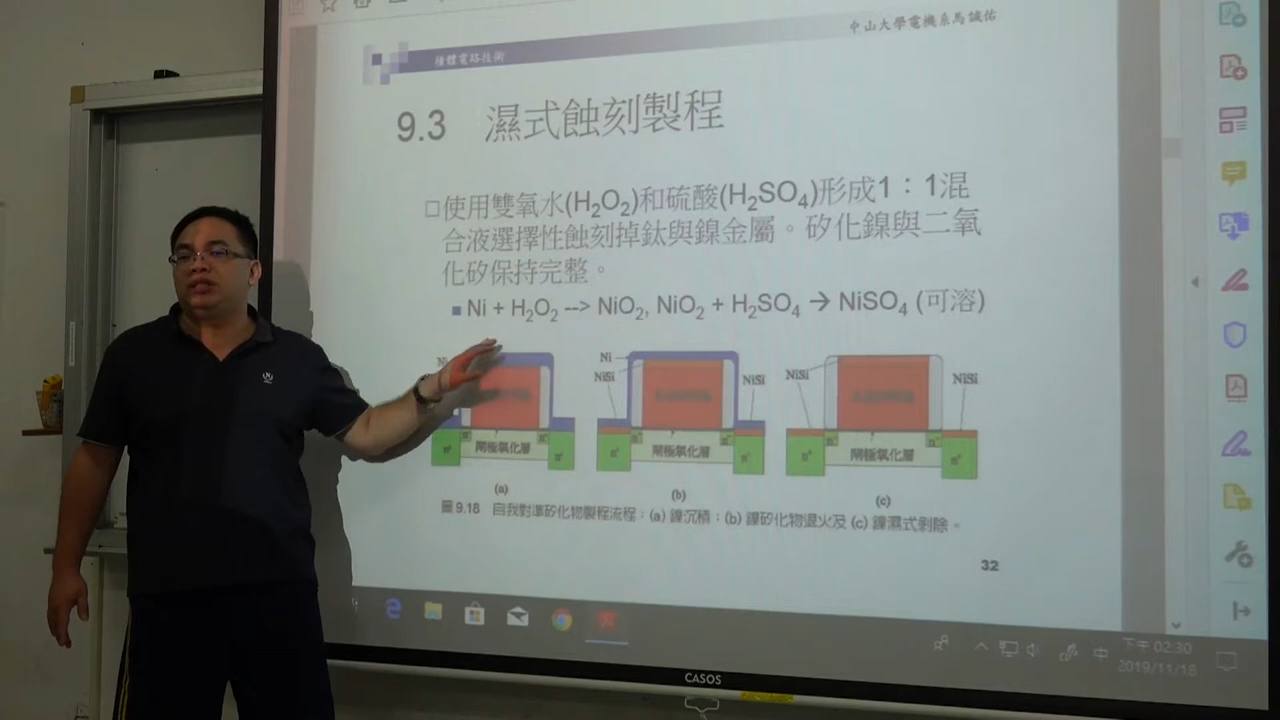 中山大學電機系馬誠佑
積體電路技術
9.3 濕式蝕刻製程
使用雙氧水(H₂O₂)和硫酸(H₂SO₄)形成1：1混
合液選擇性蝕刻掉鈦與鎳金屬。矽化鎳與二氧
化矽保持完整。
Ni + H₂O₂ --> NiO₂, NiO₂ + H₂SO₄ → NiSO₄ (可溶)
Ni
NiSi
NiSi
NiSi
NiSi
閘極氧化層
閘極氧化層
閘極氧化層
(a)
(b)
(c)
圖 9.18 自我對準矽化物製程流程：(a) 鎳沉積；(b) 鎳矽化物退火及 (c) 鎳濕式剝除。
32
中
下午 02:30
2019/11/18
CASOS